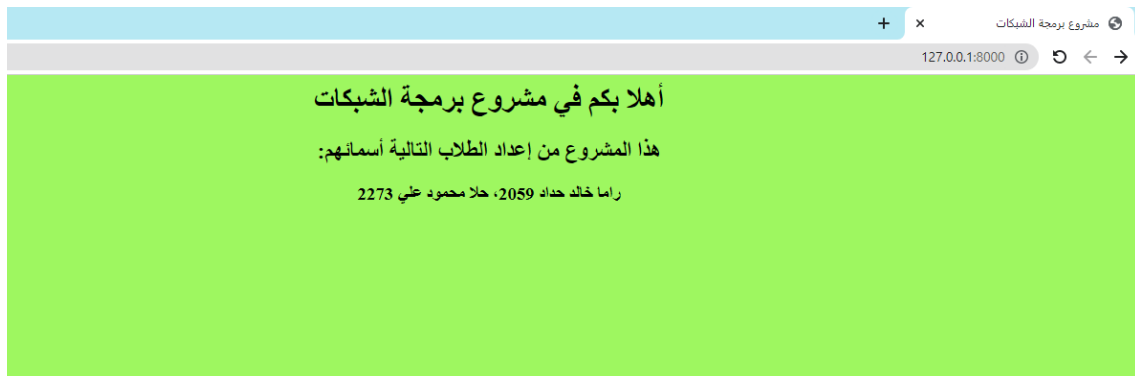 مشروع برمجة الشبكات
127.0.0.1:8000
أهلا بكم في مشروع برمجة الشبكات
هذا المشروع من إعداد الطلاب التالية أسمائهم:
راما خالد حداد 2059، حلا محمود علي 2273